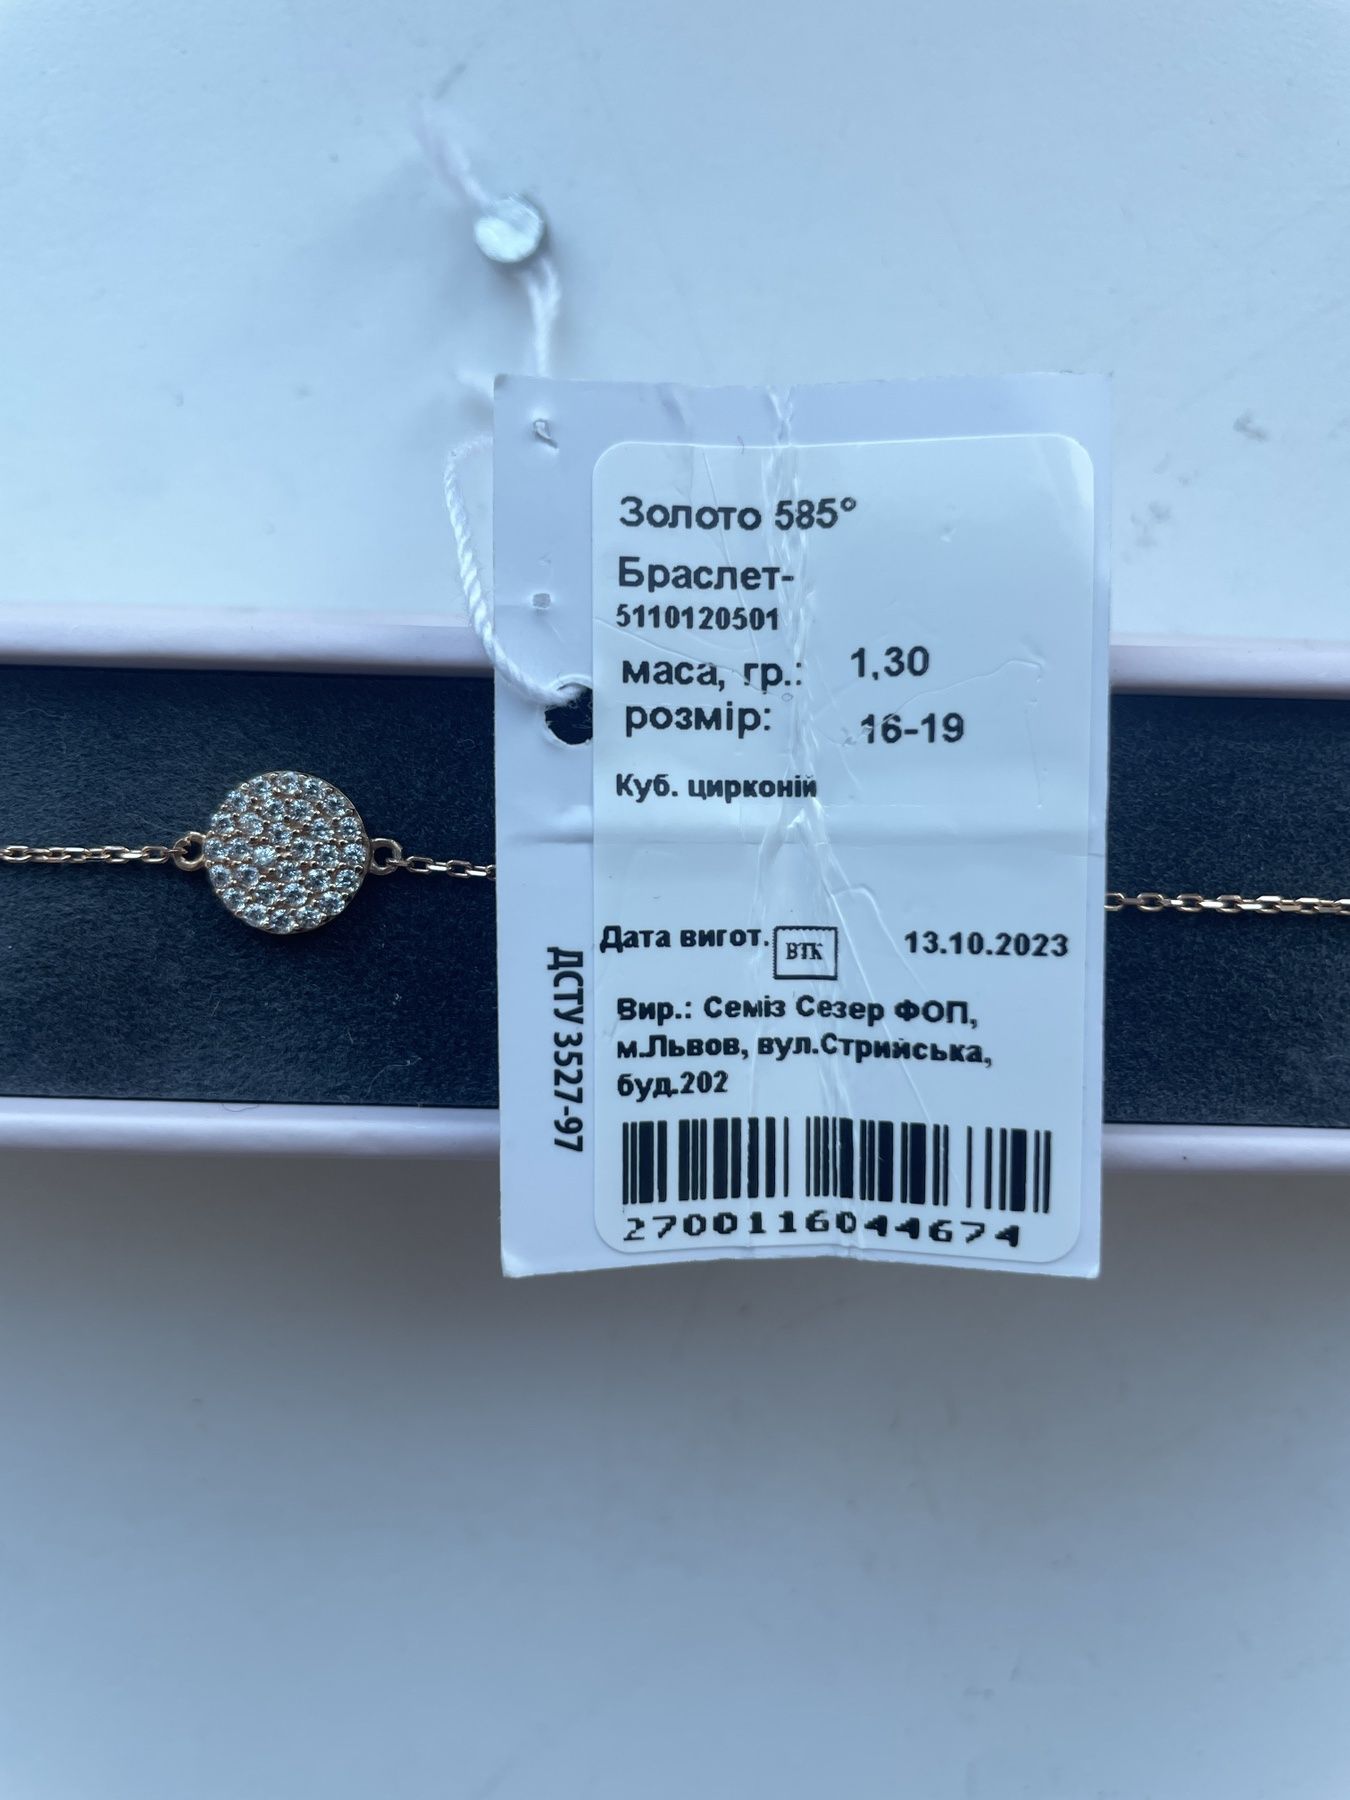 Золото 585°
Браслет-
5110120501
маса, гр.: 1,30
розмір: 16-19
Куб. цирконій
Дата вигот. ВТК 13.10.2023
Вир.: Семіз Сезер ФОП,
м.Львов, вул.Стрийська,
буд.202
2700116044674
ДСТУ 3527-97